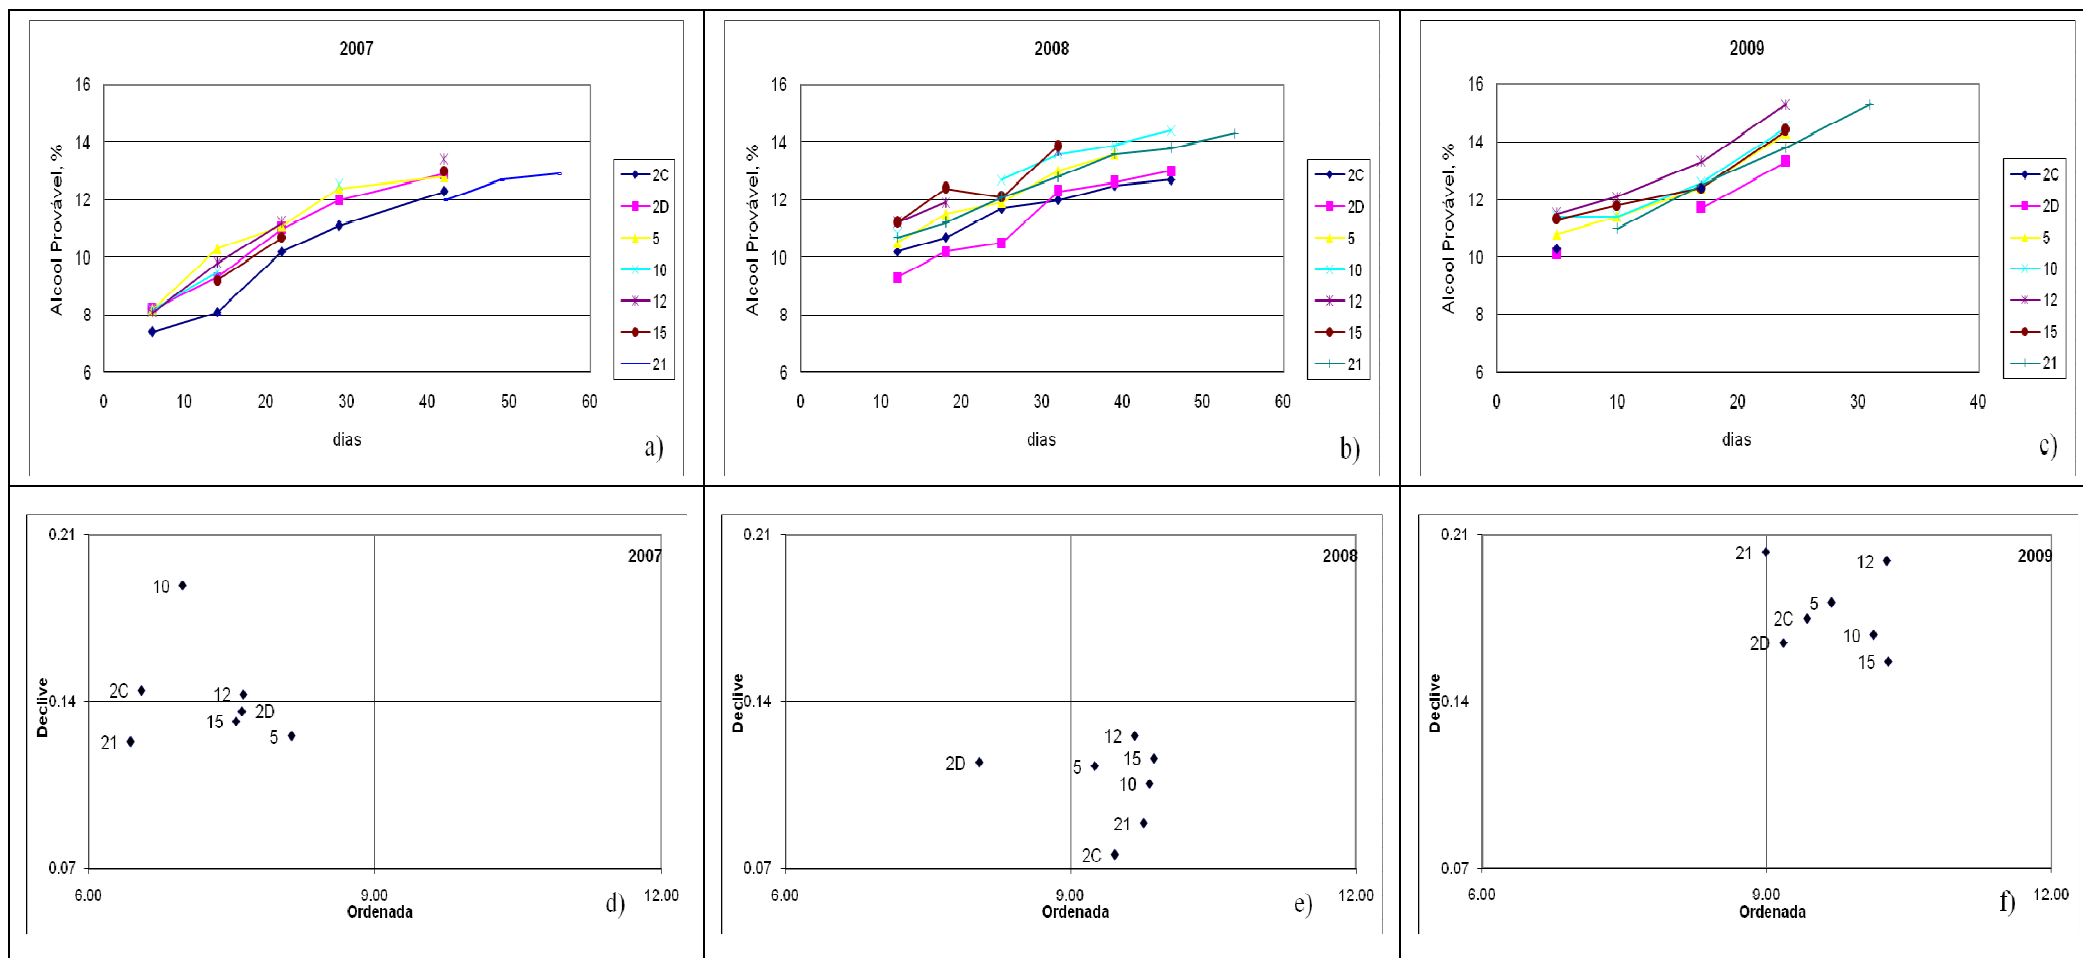 2007
Alcool Provável, %
16
14
12
10
8
6
0 10 20 30 40 50 60
dias
2C
2D
5
10
12
15
21
a)
2008
Alcool Provável, %
16
14
12
10
8
6
0 10 20 30 40 50 60
dias
2C
2D
5
10
12
15
21
b)
2009
Alcool Provável, %
16
14
12
10
8
6
0 10 20 30 40
dias
2C
2D
5
10
12
15
21
c)
2007
Declive
0.21
0.14
0.07
10
2C
12
2D
15
21
5
6.00 9.00 12.00
Ordenada
d)
2008
Declive
0.21
0.14
0.07
12
15
2D
5
10
21
2C
6.00 9.00 12.00
Ordenada
e)
2009
Declive
0.21
0.14
0.07
21
12
5
2C
10
2D
15
6.00 9.00 12.00
Ordenada
f)